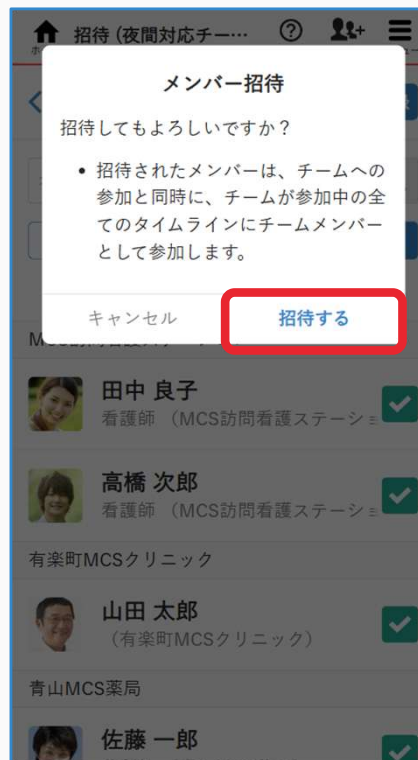 招待 (夜間対応チー…
メンバー招待
招待してもよろしいですか？
• 招待されたメンバーは、チームへの
参加と同時に、チームが参加中の全
てのタイムラインにチームメンバー
として参加します。
キャンセル
招待する
田中 良子
看護師 （MCS訪問看護ステーショ
高橋 次郎
看護師 （MCS訪問看護ステーショ
有楽町MCSクリニック
山田 太郎
（有楽町MCSクリニック）
青山MCS薬局
佐藤 一郎